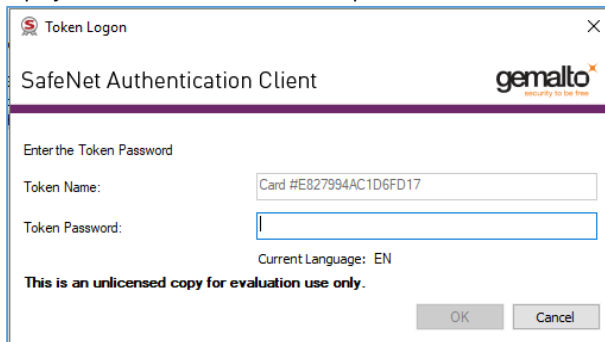 Token Logon
SafeNet Authentication Client
gemalto
security to be free
Enter the Token Password
Token Name: Card #E827994AC1D6FD17
Token Password:
Current Language: EN
This is an unlicensed copy for evaluation use only.
OK Cancel